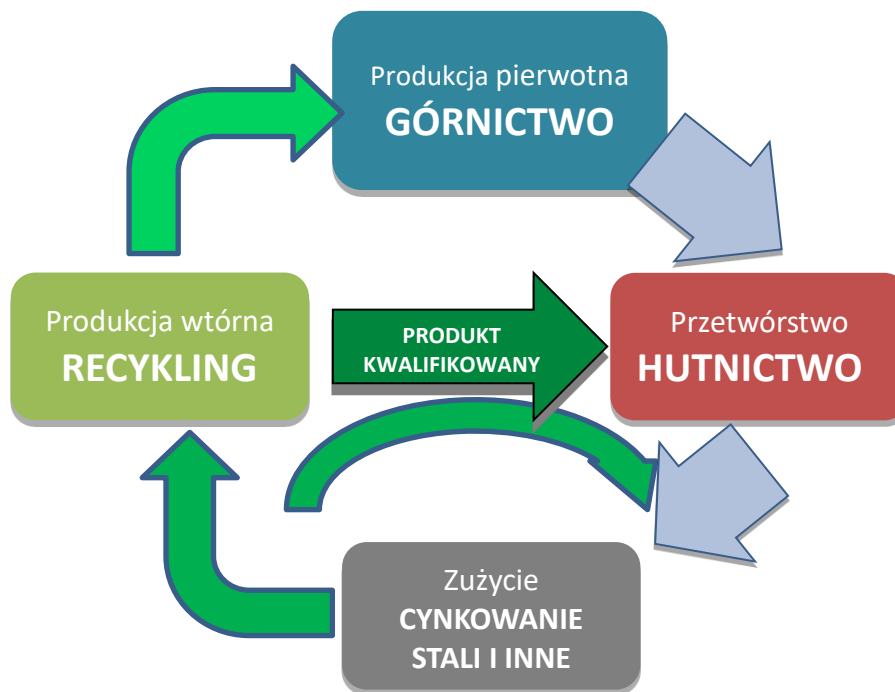 Produkcja pierwotna
GÓRNICTWO
Produkcja wtórna
RECYKLING
PRODUKT
KWALIFIKOWANY
Przetwórstwo
HUTNICTWO
Zużycie
CYNKOWANIE
STALI I INNE